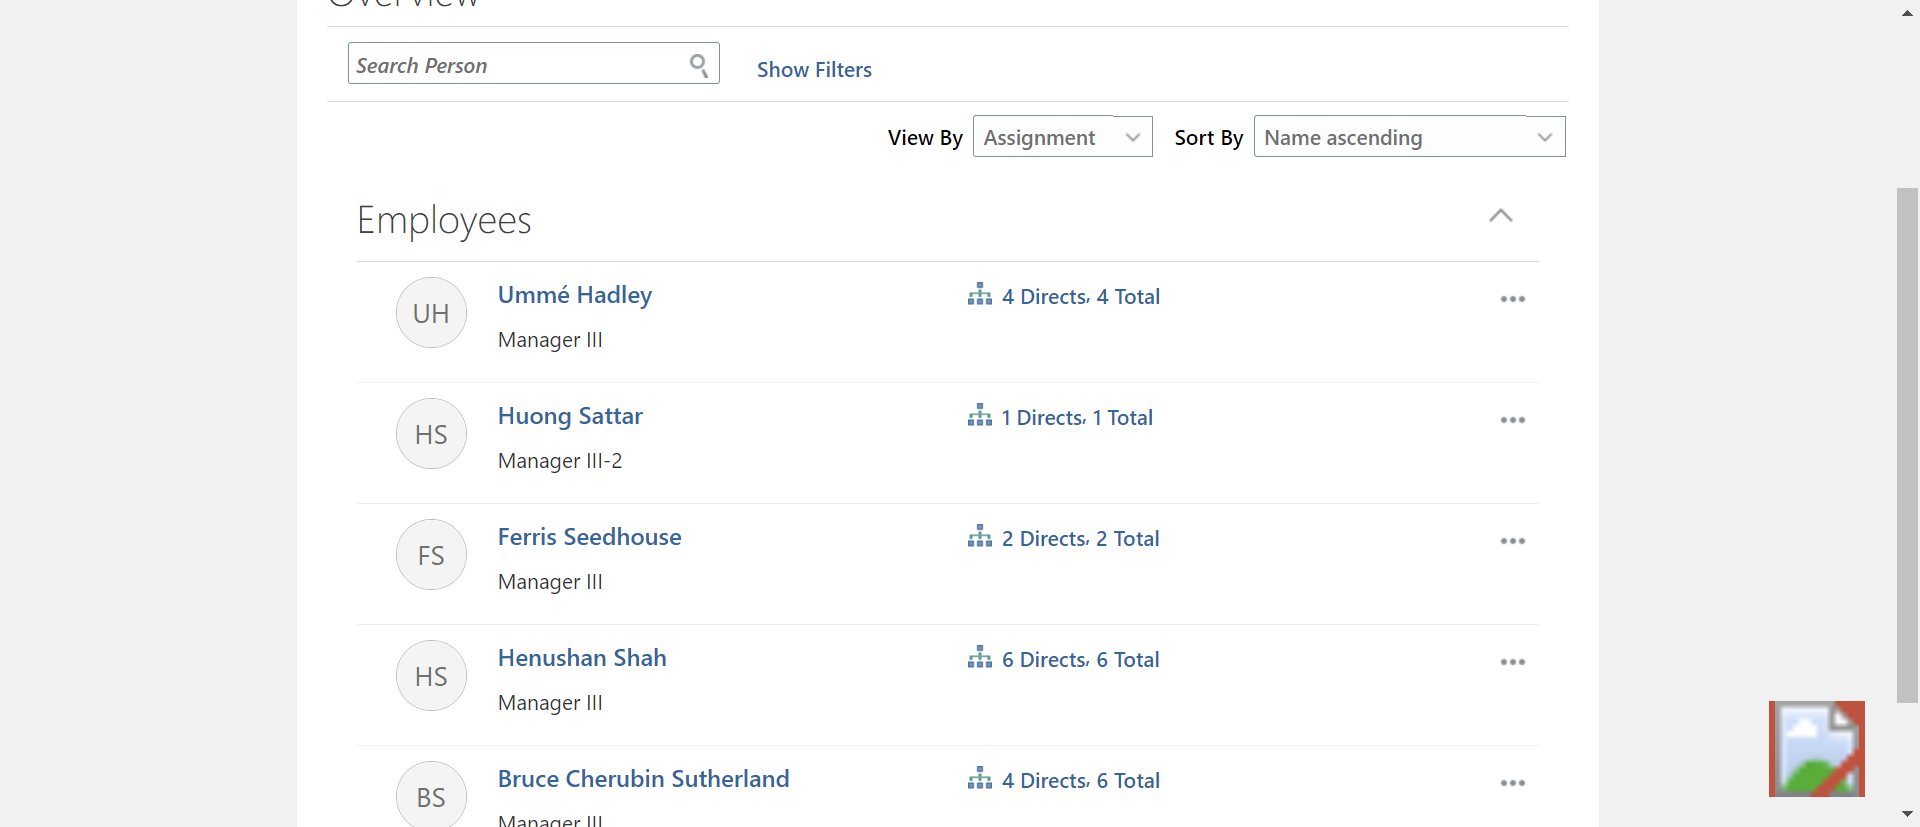 Overview
Search Person
Show Filters
View By Assignment Sort By Name ascending
Employees
UH Ummé Hadley 4 Directs, 4 Total
Manager III
HS Huong Sattar 1 Directs, 1 Total
Manager III-2
FS Ferris Seedhouse 2 Directs, 2 Total
Manager III
HS Henushan Shah 6 Directs, 6 Total
Manager III
BS Bruce Cherubin Sutherland 4 Directs, 6 Total
Manager III